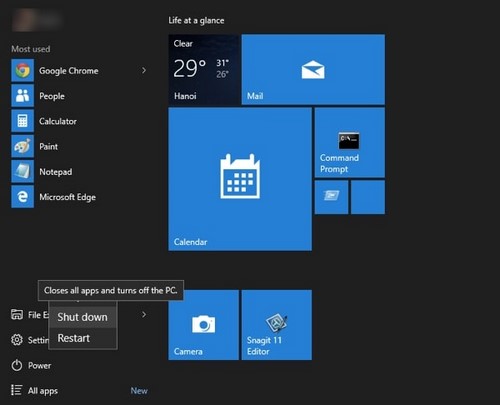 Life at a glance
Most used
Google Chrome
People
Calculator
Paint
Notepad
Microsoft Edge
Clear
29°
31°
26°
Hanoi
Mail
Command
Prompt
Calendar
Closes all apps and turns off the PC.
File E
Shut down
Settin
Restart
Power
All apps
New
Camera
Snagit 11
Editor